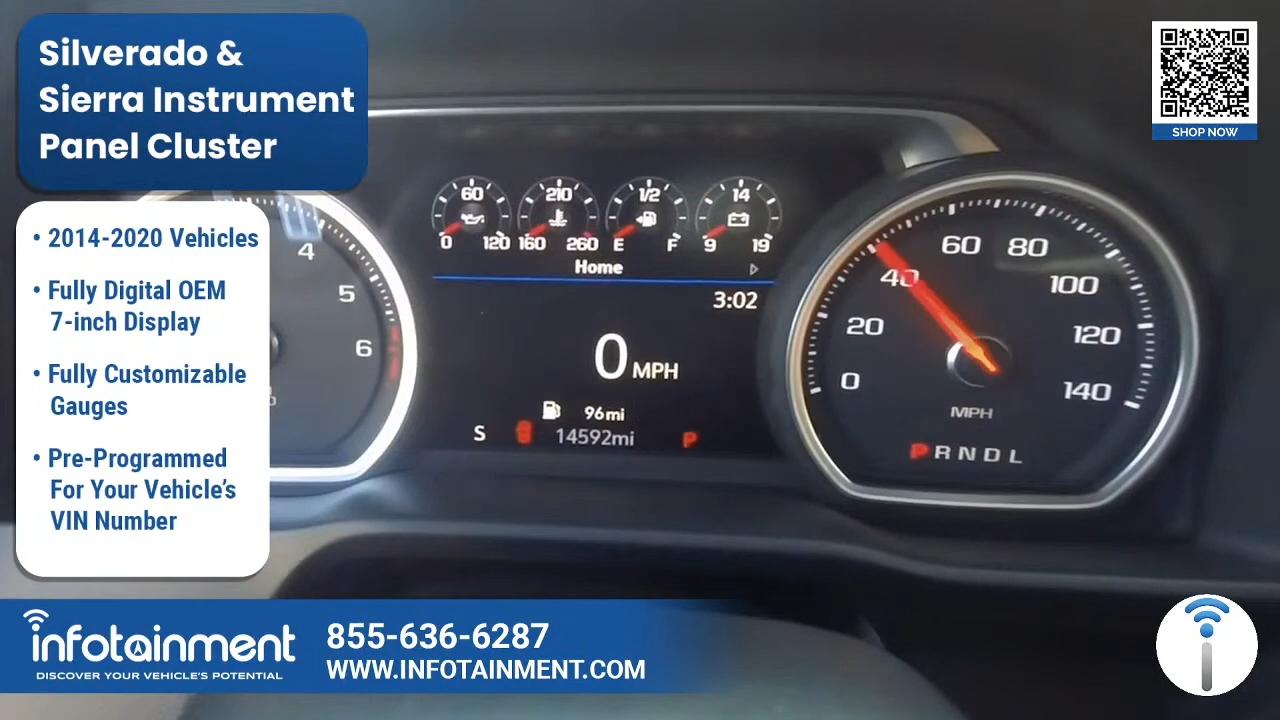 Silverado &
Sierra Instrument
Panel Cluster
• 2014-2020 Vehicles
• Fully Digital OEM
7-inch Display
• Fully Customizable
Gauges
• Pre-Programmed
For Your Vehicle's
VIN Number
SHOP NOW
4
5
6
60
0 120
210
160 260
1/2
E F
14
9 19
Home
3:02
0 MPH
96mi
S 14592mi P
0
20
40
60
80
100
120
140
MPH
PRNDL
infotainment
DISCOVER YOUR VEHICLE'S POTENTIAL
855-636-6287
WWW.INFOTAINMENT.COM